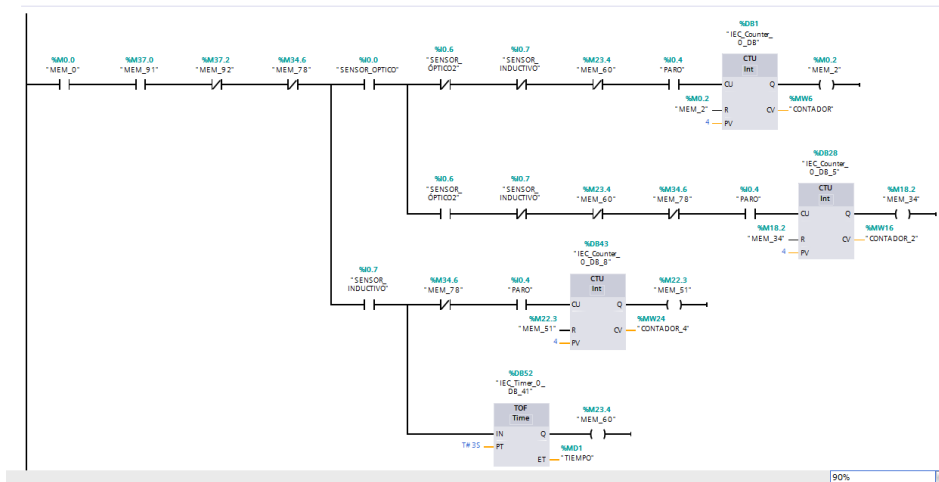 %DB1
"IEC_Counter_
0_DB"
%M0.0
"MEM_0"
%M37.0
"MEM_91"
%M37.2
"MEM_92"
%M34.6
"MEM_78"
%I0.0
"SENSOR_OPTICO"
%I0.6
"SENSOR_
OPTICO2"
%I0.7
"SENSOR_
INDUCTIVO"
%M23.4
"MEM_60"
%I0.4
"PARO"
CTU
Int
%M0.2
"MEM_2"
CU
Q
%M0.2
"MEM_2"
R
CV
%MW6
"CONTADOR"
4
PV
%DB28
"IEC_Counter_
0_DB_5"
%I0.6
"SENSOR_
OPTICO2"
%I0.7
"SENSOR_
INDUCTIVO"
%M23.4
"MEM_60"
%M34.6
"MEM_78"
%I0.4
"PARO"
CTU
Int
%M18.2
"MEM_34"
CU
Q
%M18.2
"MEM_34"
R
CV
%MW16
"CONTADOR_2"
4
PV
%DB43
"IEC_Counter_
0_DB_8"
%I0.7
"SENSOR_
INDUCTIVO"
%M34.6
"MEM_78"
%I0.4
"PARO"
CTU
Int
%M22.3
"MEM_51"
CU
Q
%M22.3
"MEM_51"
R
CV
%MW24
"CONTADOR_4"
4
PV
%DB52
"IEC_Timer_0_
DB_41"
TOF
Time
%M23.4
"MEM_60"
IN
Q
T#3S
PT
ET
%MD1
"TIEMPO"
90%